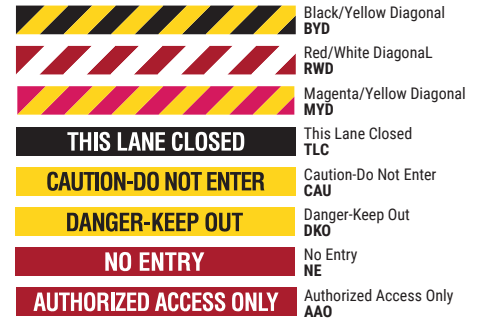 Black/Yellow Diagonal
BYD
Red/White DiagonaL
RWD
Magenta/Yellow Diagonal
MYD
THIS LANE CLOSED
This Lane Closed
TLC
CAUTION-DO NOT ENTER
Caution-Do Not Enter
CAU
DANGER-KEEP OUT
Danger-Keep Out
DKO
NO ENTRY
No Entry
NE
AUTHORIZED ACCESS ONLY
Authorized Access Only
AAO